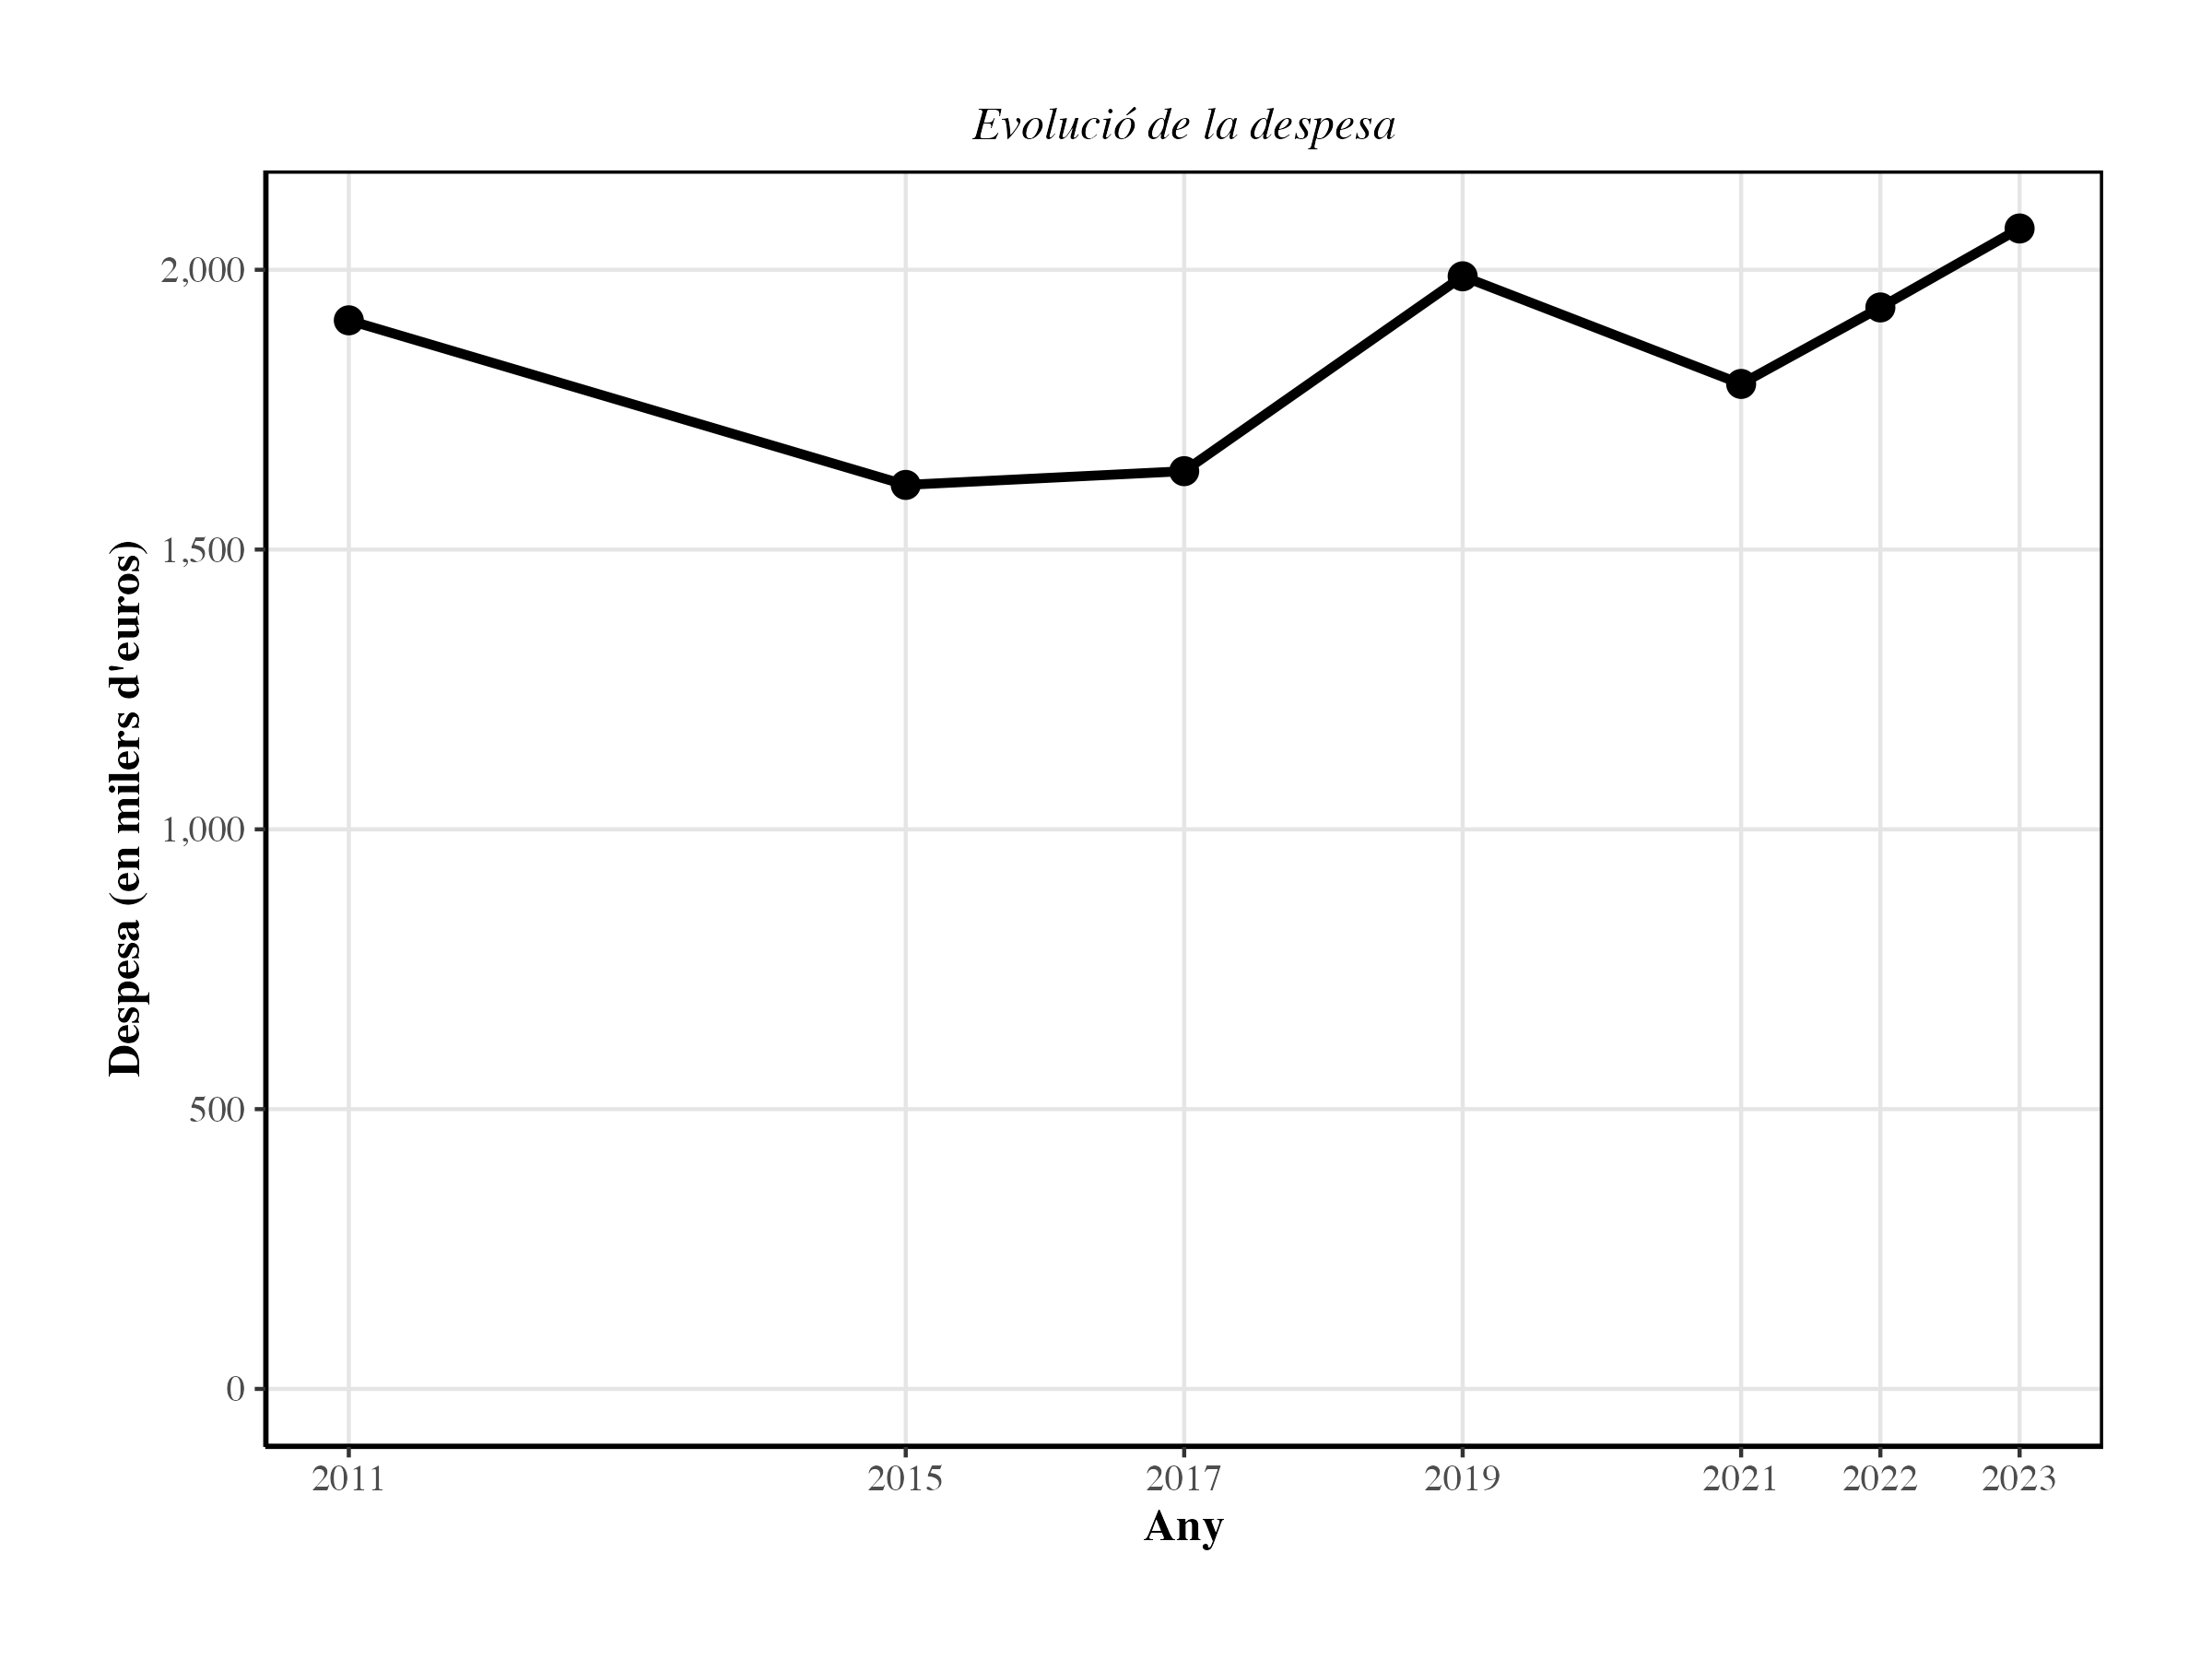 Evolució de la despesa
Despesa (en milers d'euros)
2,000
1,500
1,000
500
0
2011 2015 2017 2019 2021 2022 2023
Any